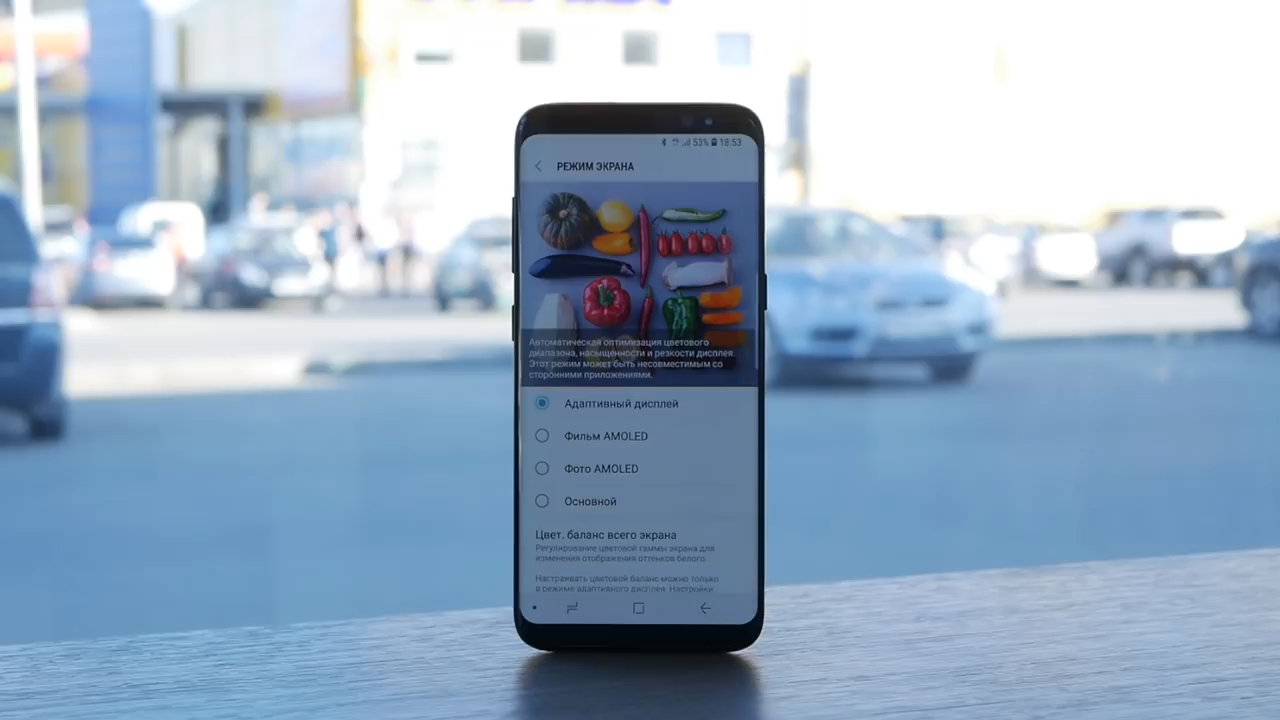 53% 18:53
РЕЖИМ ЭКРАНА
Автоматическая оптимизация цветового
диапазона, насыщенности и резкости дисплея.
Этот режим может быть несовместимым со
сторонними приложениями.
Адаптивный дисплей
Фильм AMOLED
Фото AMOLED
Основной
Цвет. баланс всего экрана
Регулирование цветовой гаммы экрана для
изменения отображения оттенков белого.
Настраивать цветовой баланс можно только
в режиме адаптивного дисплея. Настройки